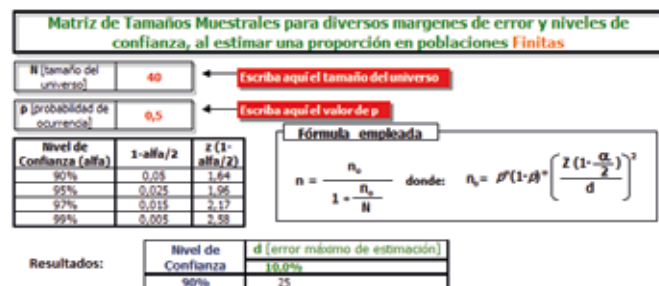 Matriz de Tamaños Muestrales para diversos margenes de error y niveles de
confianza, al estimar una proporción en poblaciones Finitas
N [tamaño del universo] 40 Escriba aquí el tamaño del universo
p [probabilidad de ocurrencia] 0,5 Escriba aquí el valor de p
Fórmula empleada
Nivel de Confianza (alfa) 1-alfa/2 z (1-alfa/2)
90% 0,05 1,64
95% 0,025 1,96
97% 0,015 2,17
99% 0,005 2,58
n = n₀ / (1 + n₀/N) donde: n₀= p*(1-p)* (Z (1-α/2) / d)²
Resultados:
Nivel de Confianza d [error máximo de estimación]
10,0%
90% 25